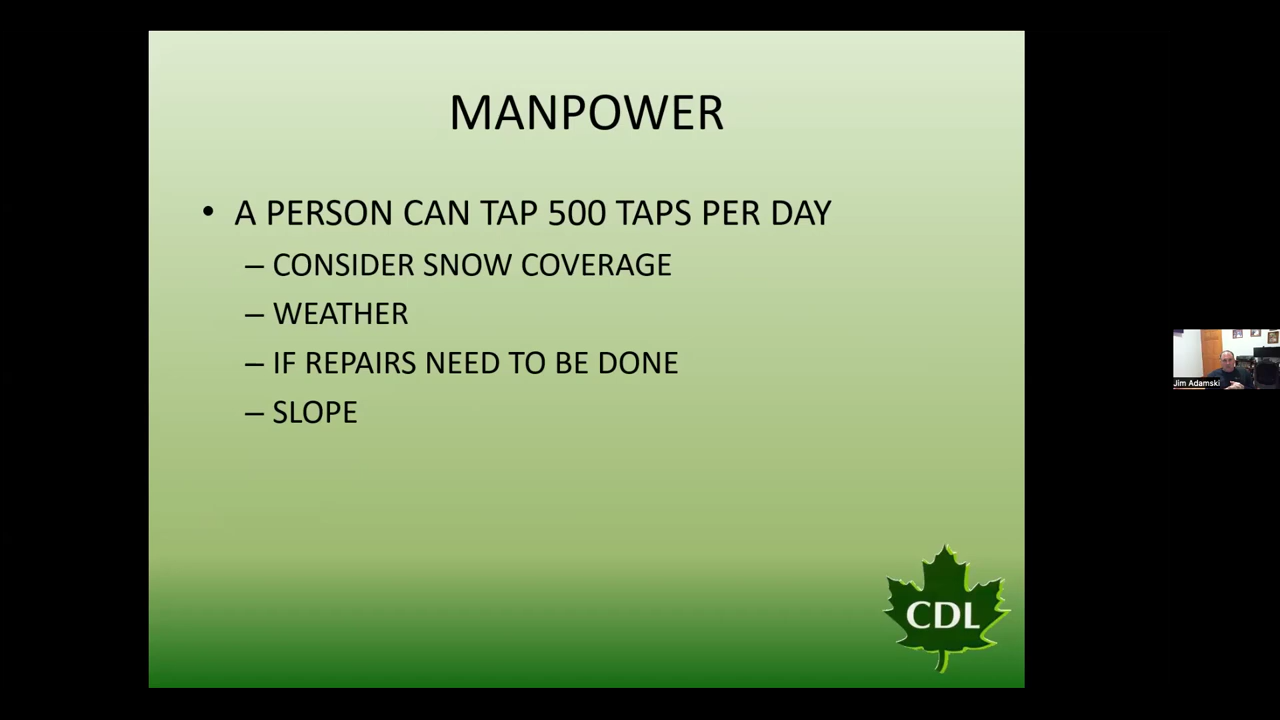 MANPOWER
• A PERSON CAN TAP 500 TAPS PER DAY
– CONSIDER SNOW COVERAGE
– WEATHER
– IF REPAIRS NEED TO BE DONE
– SLOPE
Jim Adamski
CDL